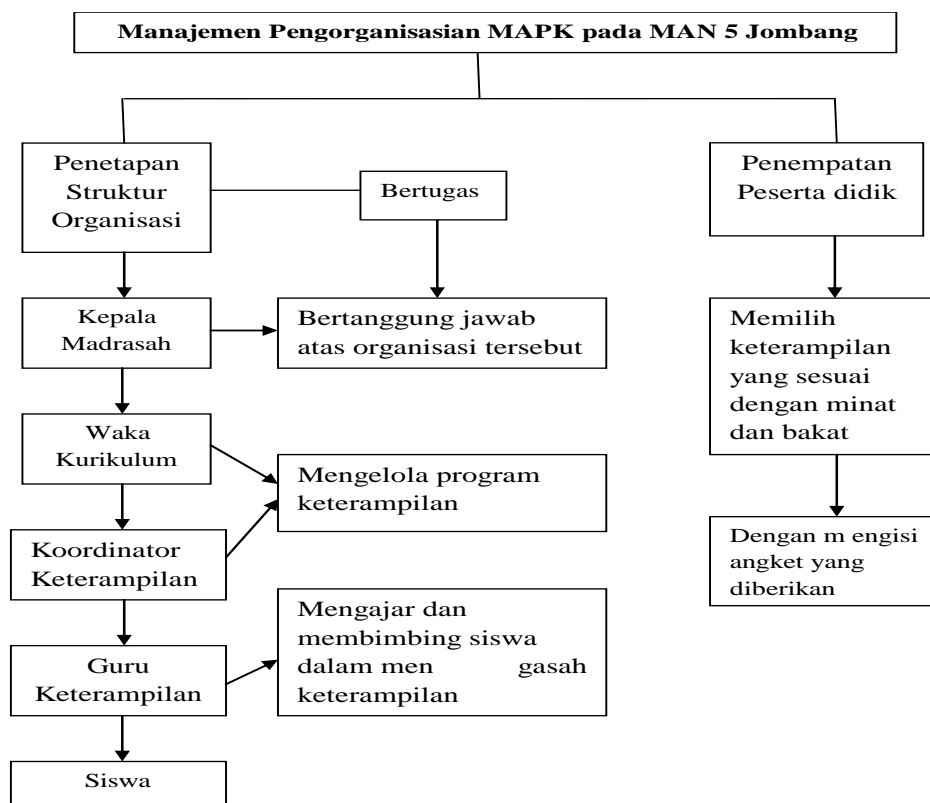 Manajemen Pengorganisasian MAPK pada MAN 5 Jombang
Penetapan
Struktur
Organisasi
Bertugas
Penempatan
Peserta didik
Kepala
Madrasah
Bertanggung jawab
atas organisasi tersebut
Memilih
keterampilan
yang sesuai
dengan minat
dan bakat
Waka
Kurikulum
Mengelola program
keterampilan
Koordinator
Keterampilan
Dengan m engisi
angket yang
diberikan
Mengajar dan
membimbing siswa
dalam men gasah
keterampilan
Guru
Keterampilan
Siswa